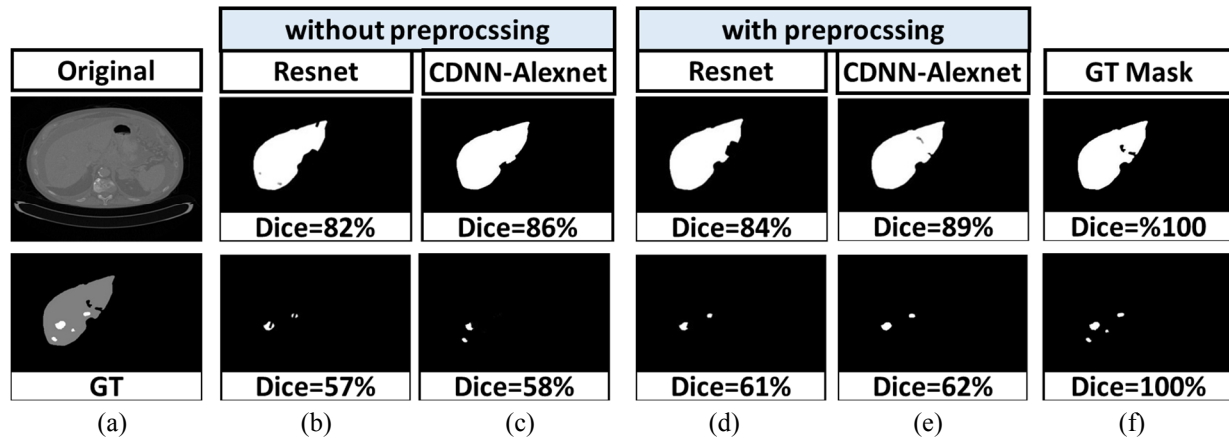 without preprocssing with preprocssing
Original Resnet CDNN-Alexnet Resnet CDNN-Alexnet GT Mask
Dice=82% Dice=86% Dice=84% Dice=89% Dice=%100
GT Dice=57% Dice=58% Dice=61% Dice=62% Dice=100%
(a) (b) (c) (d) (e) (f)